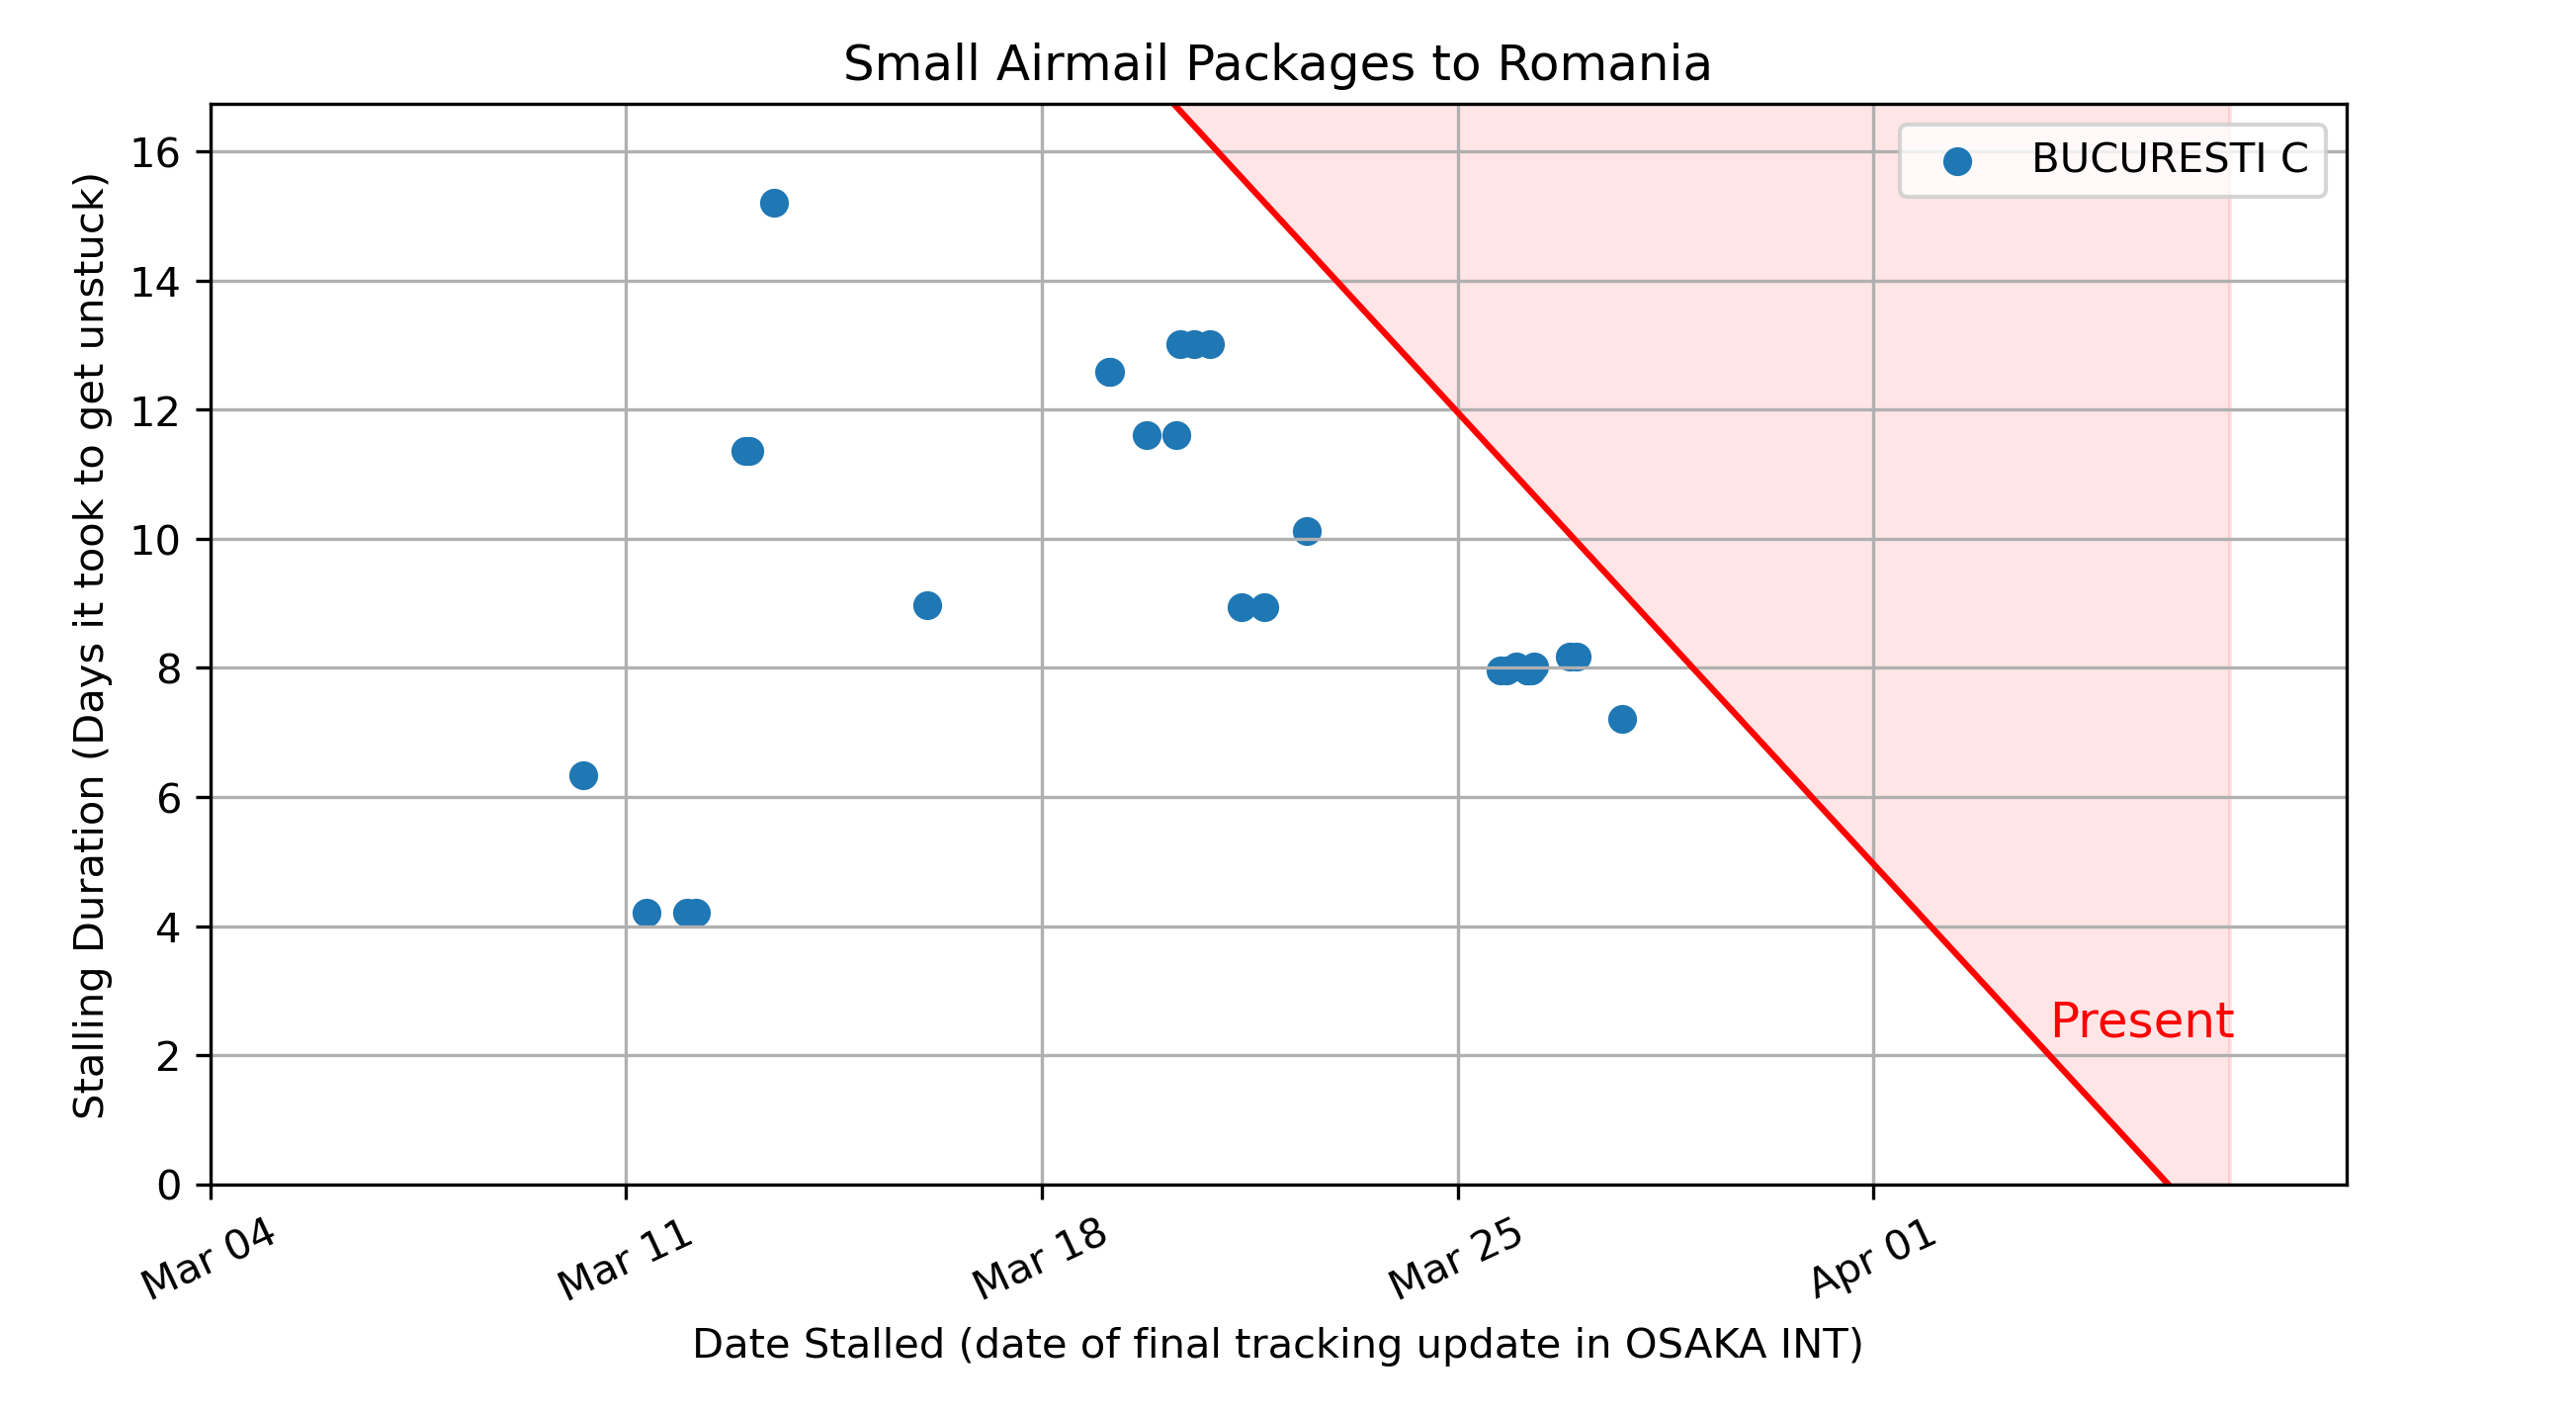 Small Airmail Packages to Romania
BUCURESTI C
Stalling Duration (Days it took to get unstuck)
16
14
12
10
8
6
4
2
0
Present
Mar 04
Mar 11
Mar 18
Mar 25
Apr 01
Date Stalled (date of final tracking update in OSAKA INT)